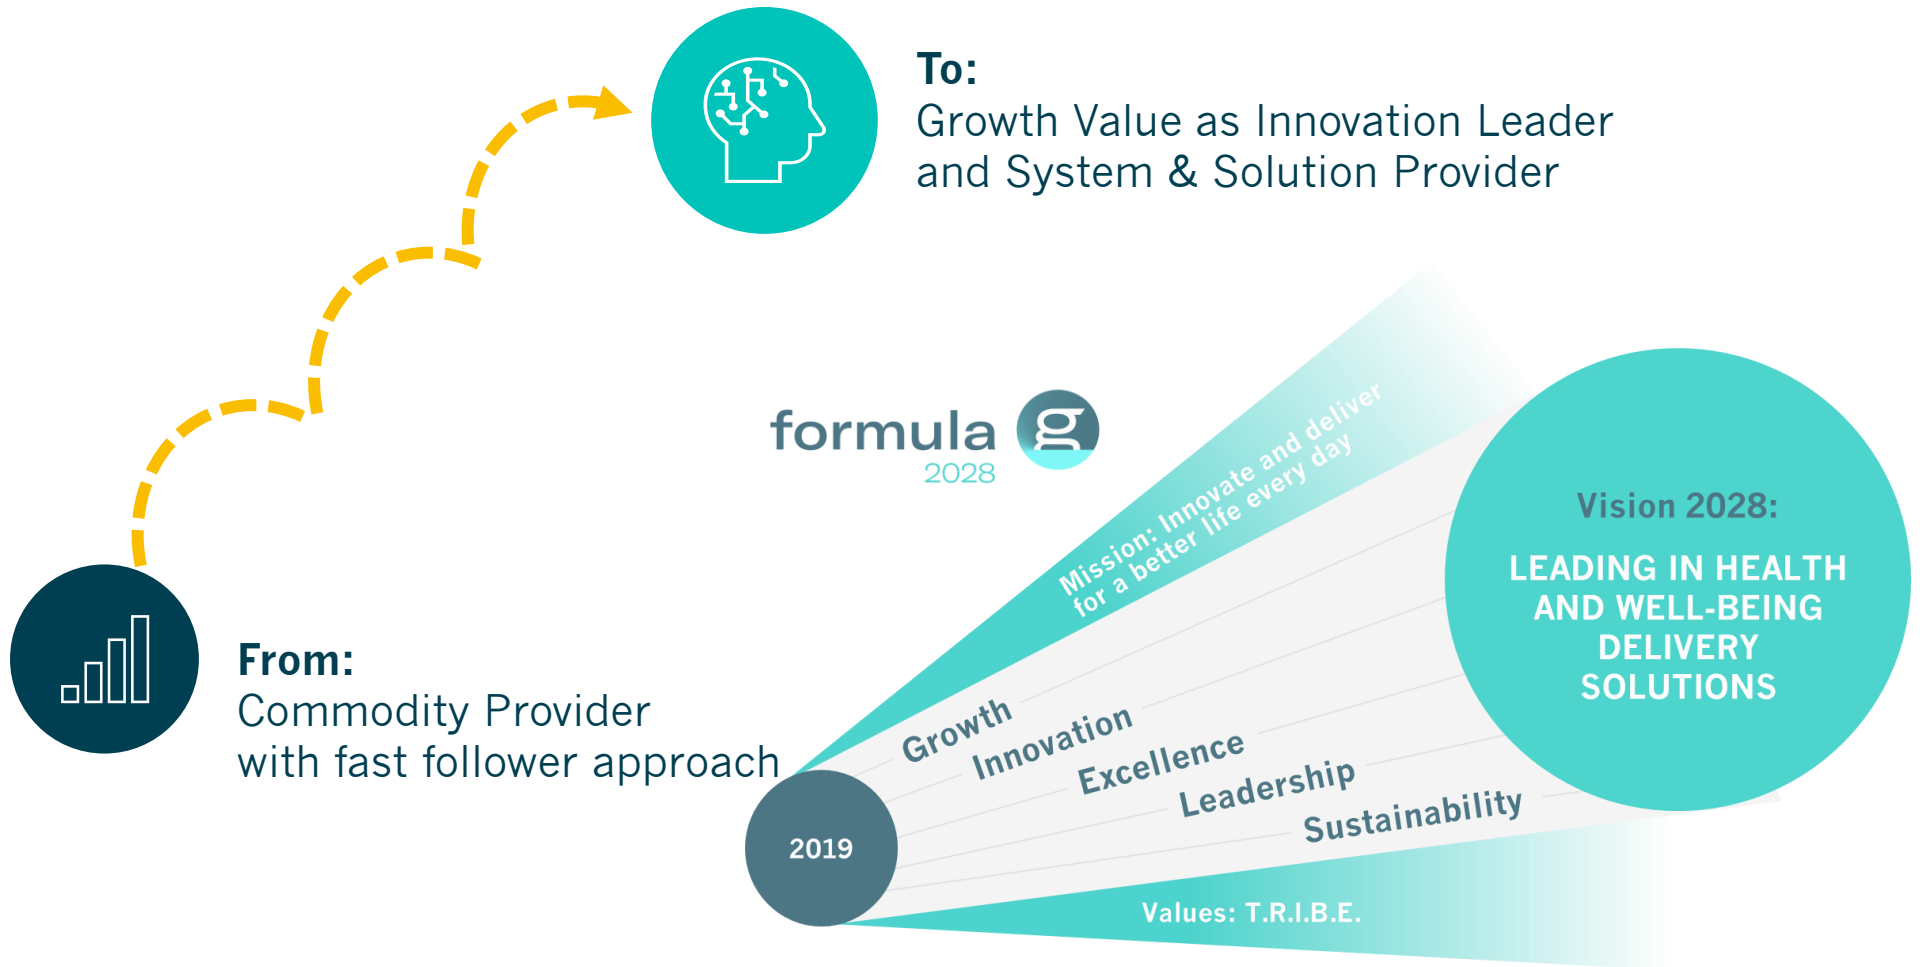 To:
Growth Value as Innovation Leader
and System & Solution Provider
From:
Commodity Provider
with fast follower approach
formula g
2028
Mission: Innovate and deliver
for a better life every day
Growth
Innovation
Excellence
Leadership
Sustainability
2019
Values: T.R.I.B.E.
Vision 2028:
LEADING IN HEALTH
AND WELL-BEING
DELIVERY
SOLUTIONS